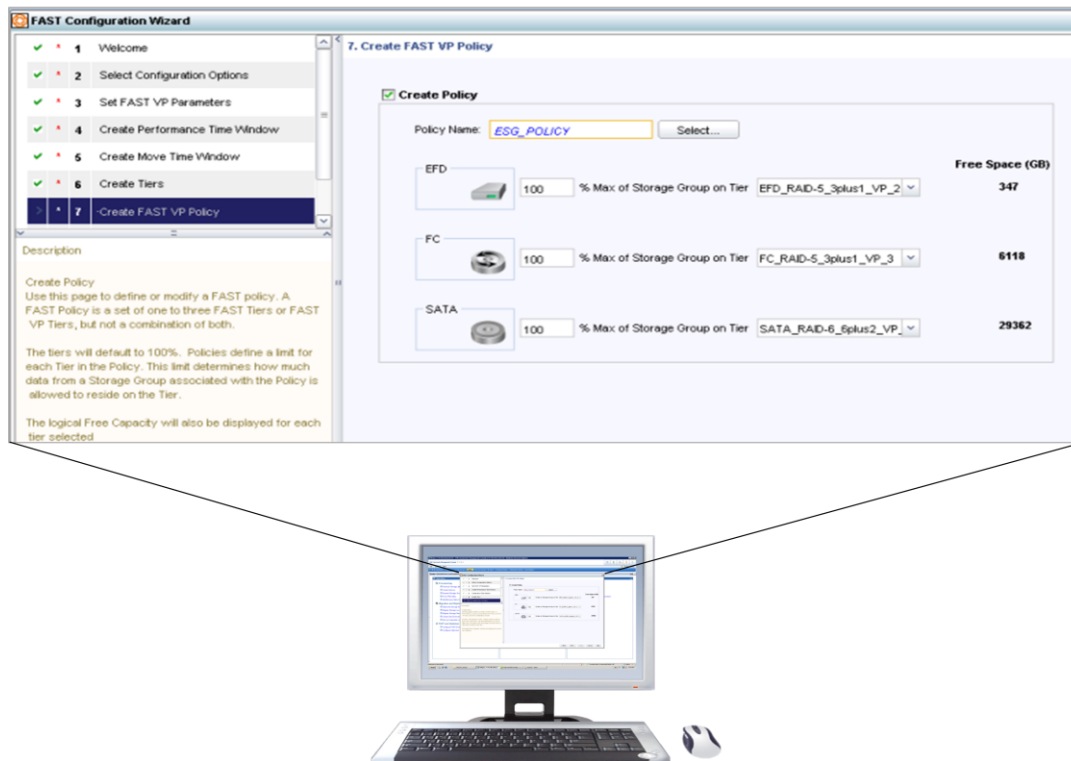 FAST Configuration Wizard
1 Welcome
2 Select Configuration Options
3 Set FAST VP Parameters
4 Create Performance Time Window
5 Create Move Time Window
6 Create Tiers
7 Create FAST VP Policy
Description
Create Policy
Use this page to define or modify a FAST policy. A
FAST Policy is a set of one to three FAST Tiers or FAST
VP Tiers, but not a combination of both.
The tiers will default to 100%. Policies define a limit for
each Tier in the Policy. This limit determines how much
data from a Storage Group associated with the Policy is
allowed to reside on the Tier.
The logical Free Capacity will also be displayed for each
tier selected
7. Create FAST VP Policy
Create Policy
Policy Name: ESG_POLICY Select...
Free Space (GB)
EFD
100 % Max of Storage Group on Tier EFD_RAID-5_3plus1_VP_2 347
FC
100 % Max of Storage Group on Tier FC_RAID-5_3plus1_VP_3 6118
SATA
100 % Max of Storage Group on Tier SATA_RAID-6_6plus2_VP_ 29362